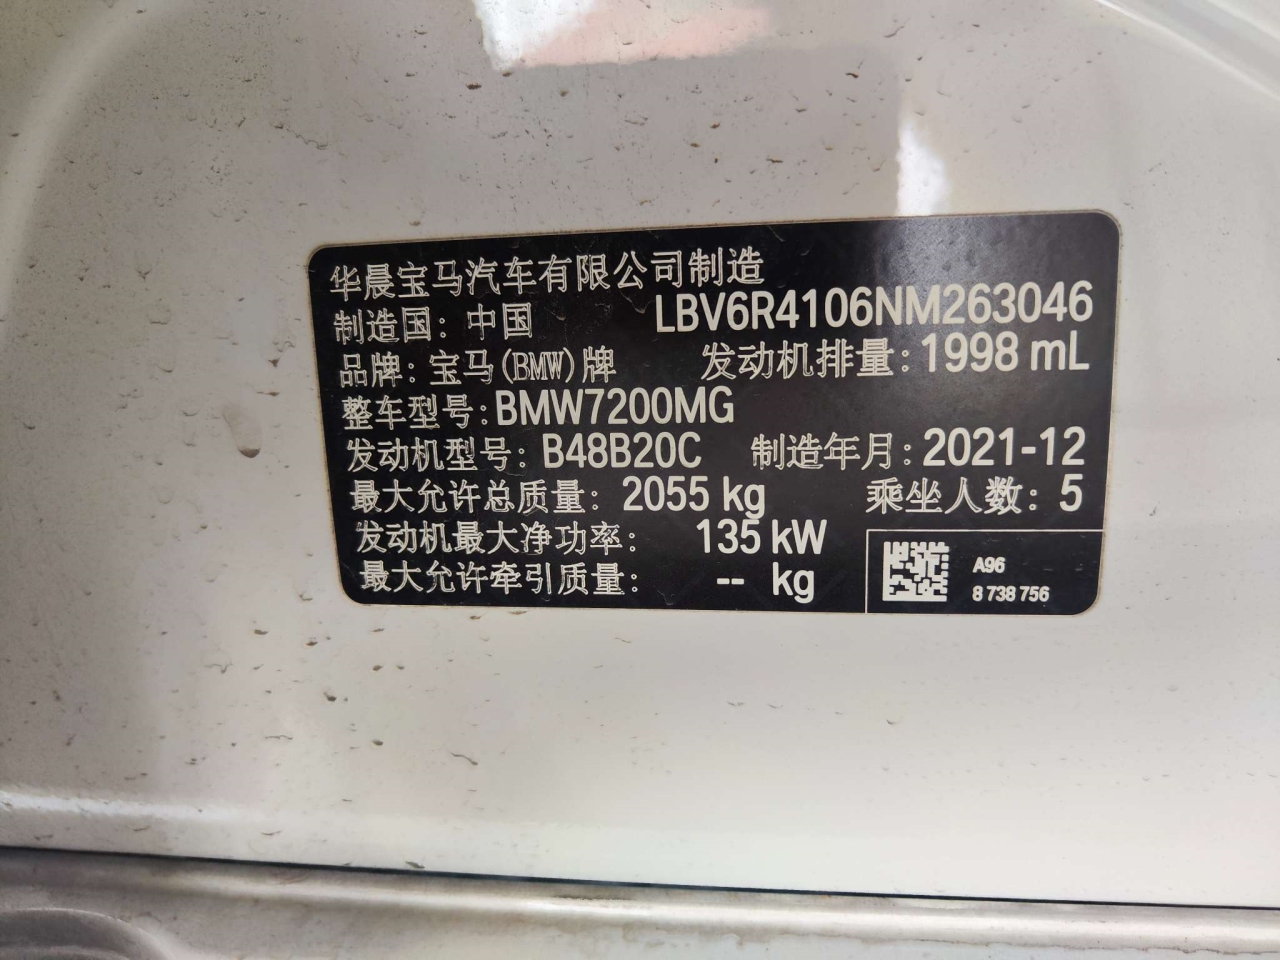 华晨宝马汽车有限公司制造
制造国：中国 LBV6R4106NM263046
品牌：宝马(BMW)牌 发动机排量：1998 mL
整车型号：BMW7200MG
发动机型号：B48B20C 制造年月：2021-12
最大允许总质量：2055 kg 乘坐人数：5
发动机最大净功率：135 kW
最大允许牵引质量：-- kg
A96
8 738 756